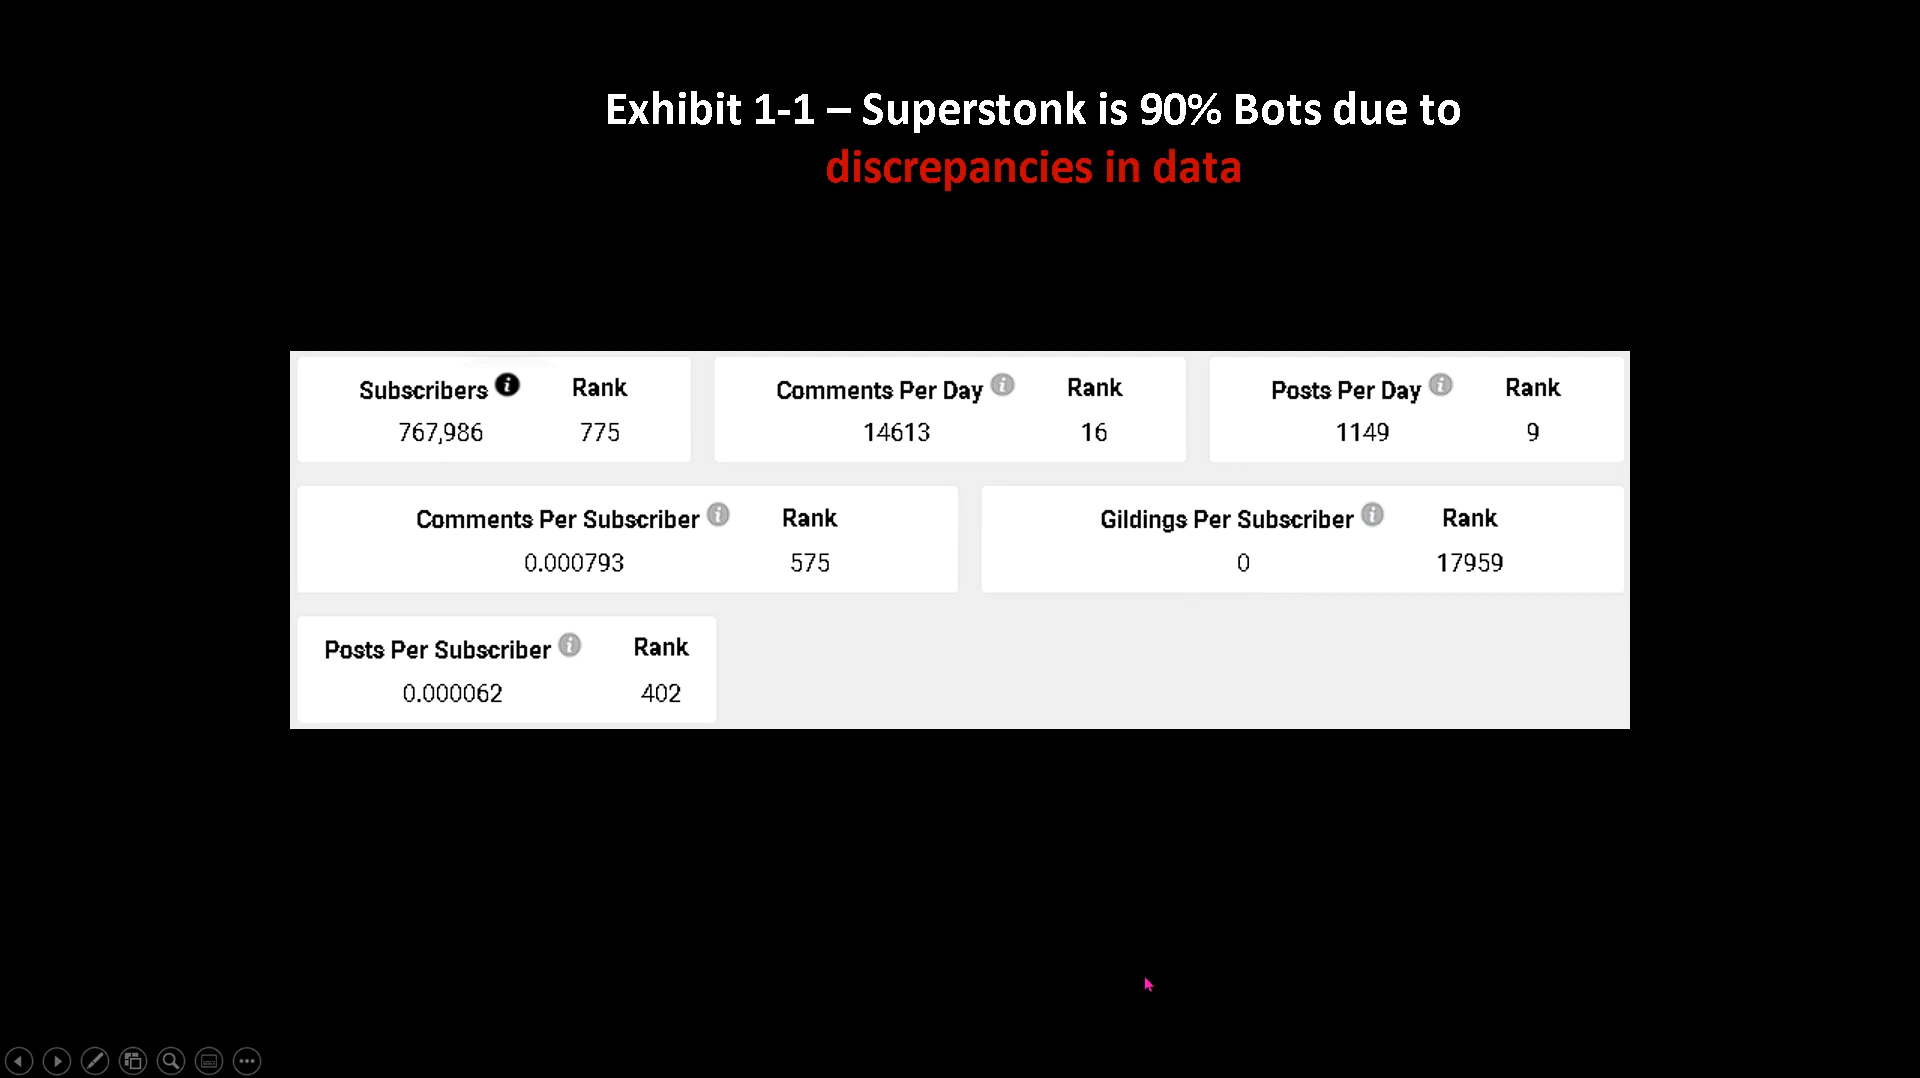 Exhibit 1-1 – Superstonk is 90% Bots due to
discrepancies in data
Subscribers Rank
767,986 775
Comments Per Day Rank
14613 16
Posts Per Day Rank
1149 9
Comments Per Subscriber Rank
0.000793 575
Gildings Per Subscriber Rank
0 17959
Posts Per Subscriber Rank
0.000062 402